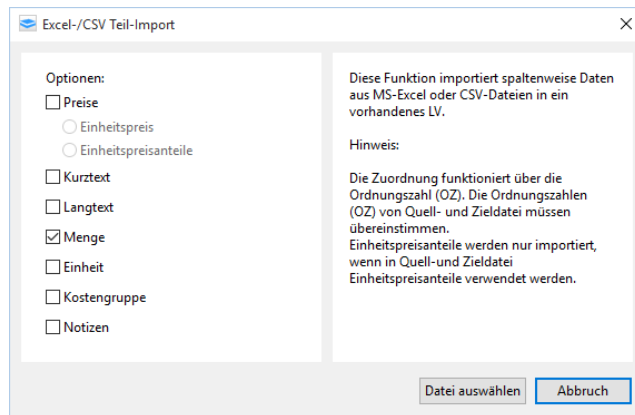 Excel-/CSV Teil-Import
Optionen:
Preise
Einheitspreis
Einheitspreisanteile
Kurztext
Langtext
Menge
Einheit
Kostengruppe
Notizen
Diese Funktion importiert spaltenweise Daten
aus MS-Excel oder CSV-Dateien in ein
vorhandenes LV.
Hinweis:
Die Zuordnung funktioniert über die
Ordnungszahl (OZ). Die Ordnungszahlen
(OZ) von Quell- und Zieldatei müssen
übereinstimmen.
Einheitspreisanteile werden nur importiert,
wenn in Quell-und Zieldatei
Einheitspreisanteile verwendet werden.
Datei auswählen
Abbruch